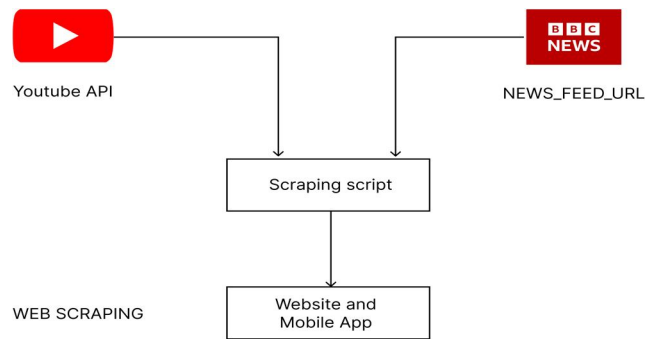 BBC
NEWS
Youtube API
NEWS_FEED_URL
Scraping script
WEB SCRAPING
Website and
Mobile App